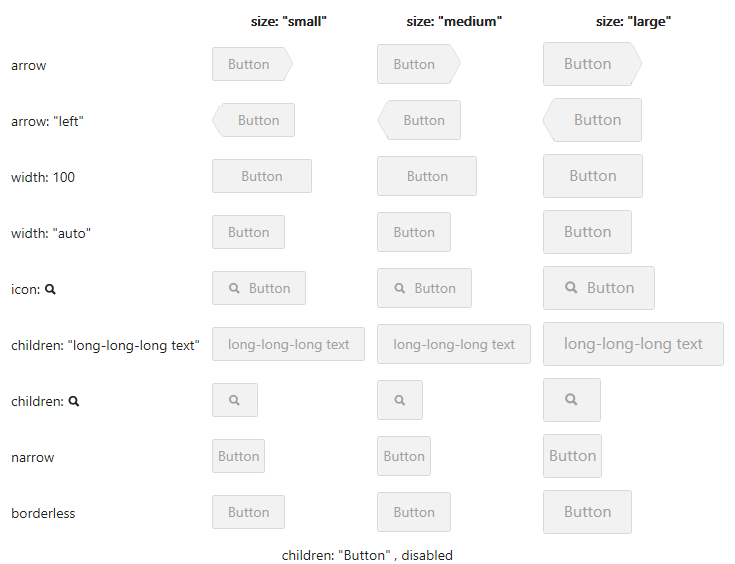 size: "small" size: "medium" size: "large"
arrow Button Button Button
arrow: "left" Button Button Button
width: 100 Button Button Button
width: "auto" Button Button Button
icon: Button Button Button
children: "long-long-long text" long-long-long text long-long-long text long-long-long text
children:
narrow Button Button Button
borderless Button Button Button
children: "Button" , disabled